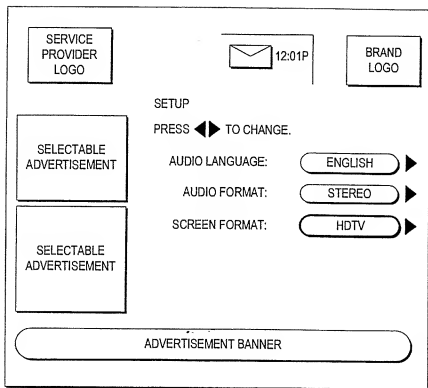 SERVICE
PROVIDER
LOGO
12:01P
BRAND
LOGO
SETUP
PRESS ◀▶ TO CHANGE.
SELECTABLE
ADVERTISEMENT
AUDIO LANGUAGE: ENGLISH
AUDIO FORMAT: STEREO
SCREEN FORMAT: HDTV
SELECTABLE
ADVERTISEMENT
ADVERTISEMENT BANNER